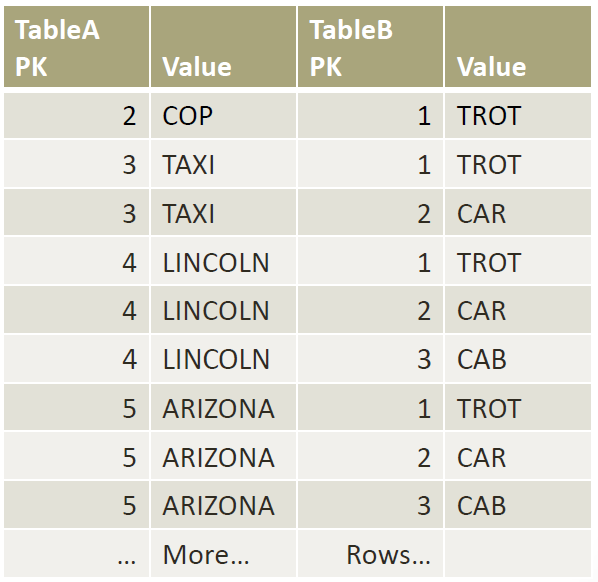 TableA PK Value TableB PK Value
2 COP 1 TROT
3 TAXI 1 TROT
3 TAXI 2 CAR
4 LINCOLN 1 TROT
4 LINCOLN 2 CAR
4 LINCOLN 3 CAB
5 ARIZONA 1 TROT
5 ARIZONA 2 CAR
5 ARIZONA 3 CAB
... More... Rows...